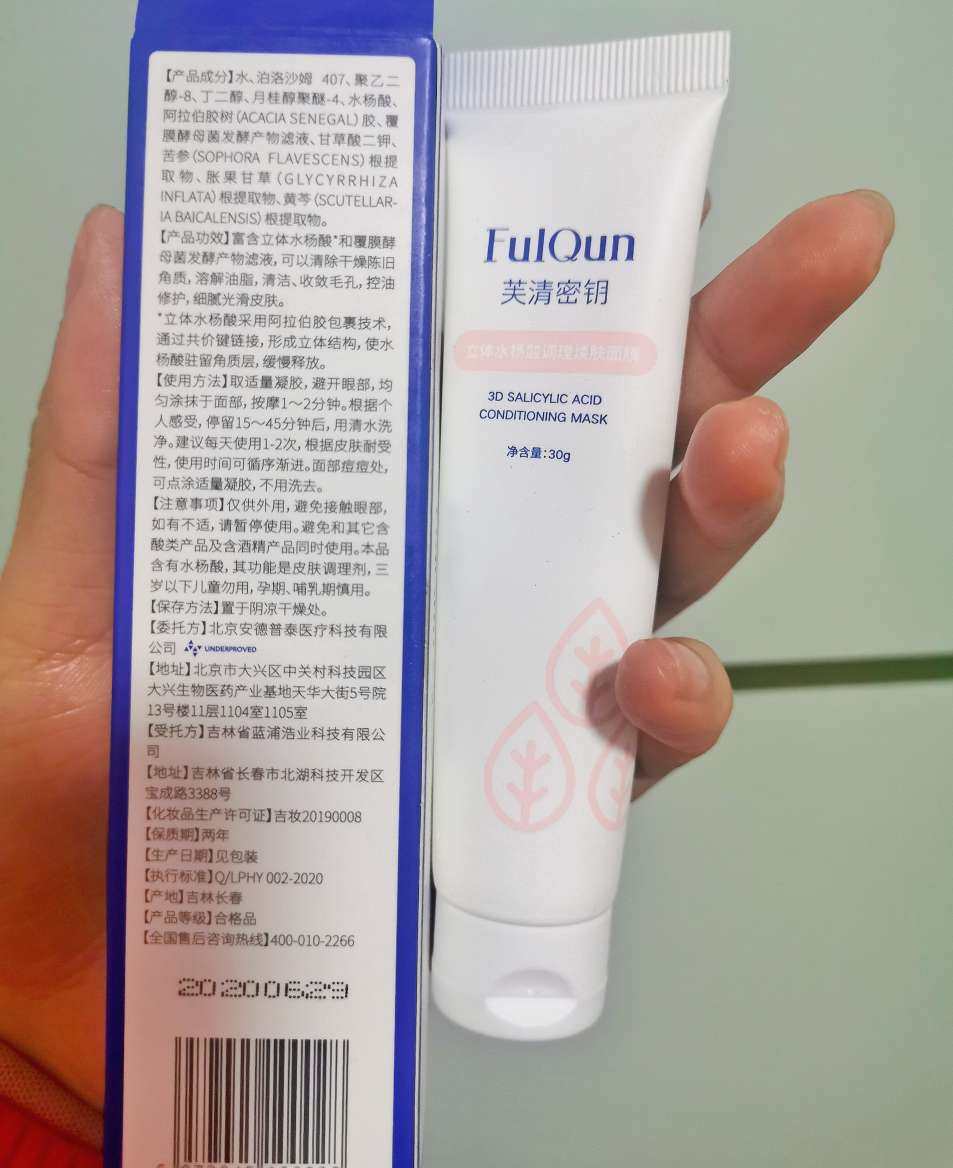 【产品成分】水、泊洛沙姆 407、聚乙二
醇-8、丁二醇、月桂醇聚醚-4、水杨酸、
阿拉伯胶树(ACACIA SENEGAL)胶、覆
膜酵母菌发酵产物滤液、甘草酸二钾、
苦参(SOPHORA FLAVESCENS)根提
取物、胀果甘草(GLYCYRRHIZA
INFLATA)根提取物、黄芩(SCUTELLAR-
IA BAICALENSIS)根提取物。
【产品功效】富含立体水杨酸*和覆膜酵
母菌发酵产物滤液,可以清除干燥陈旧
角质,溶解油脂,清洁、收敛毛孔,控油
修护,细腻光滑皮肤。
*立体水杨酸采用阿拉伯胶包裹技术,
通过共价键链接,形成立体结构,使水
杨酸驻留角质层,缓慢释放。
【使用方法】取适量凝胶,避开眼部,均
匀涂抹于面部,按摩1~2分钟。根据个
人感受,停留15~45分钟后,用清水洗
净。建议每天使用1-2次,根据皮肤耐受
性,使用时间可循序渐进。面部痘痘处,
可点涂适量凝胶,不用洗去。
【注意事项】仅供外用,避免接触眼部,
如有不适,请暂停使用。避免和其它含
酸类产品及含酒精产品同时使用。本品
含有水杨酸,其功能是皮肤调理剂,三
岁以下儿童勿用,孕期、哺乳期慎用。
【保存方法】置于阴凉干燥处。
【委托方】北京安德普泰医疗科技有限
公司 UNDERPROVED
【地址】北京市大兴区中关村科技园区
大兴生物医药产业基地天华大街5号院
13号楼11层1104室1105室
【受托方】吉林省蓝浦浩业科技有限公
司
【地址】吉林省长春市北湖科技开发区
宝成路3388号
【化妆品生产许可证】吉妆20190008
【保质期】两年
【生产日期】见包装
【执行标准】Q/LPHY 002-2020
【产地】吉林长春
【产品等级】合格品
【全国售后咨询热线】400-010-2266
20200629
FulQun
芙清密钥
立体水杨酸调理焕肤面膜
3D SALICYLIC ACID
CONDITIONING MASK
净含量:30g